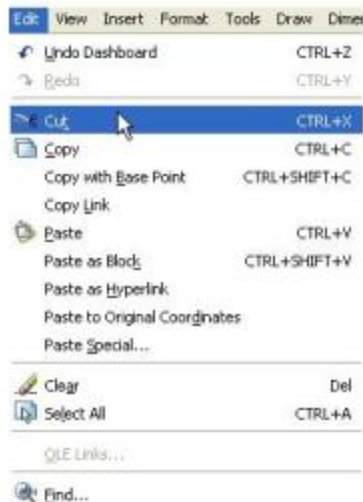 Edit View Insert Format Tools Draw Dime
Undo Dashboard CTRL+Z
Redo CTRL+Y
Cut CTRL+X
Copy CTRL+C
Copy with Base Point CTRL+SHIFT+C
Copy Link
Paste CTRL+V
Paste as Block CTRL+SHIFT+V
Paste as Hyperlink
Paste to Original Coordinates
Paste Special...
Clear Del
Select All CTRL+A
OLE Links...
Find...